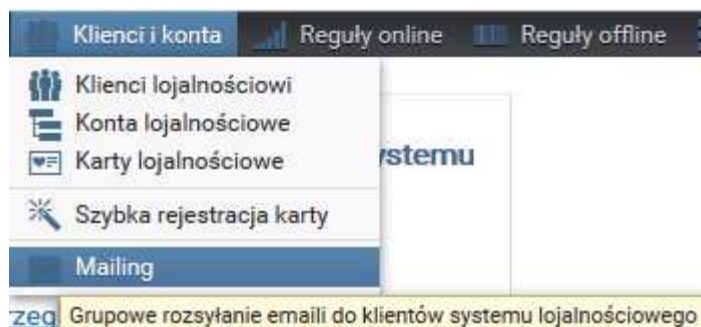 Klienci i konta Reguły online Reguły offline
Klienci lojalnościowi
Konta lojalnościowe
Karty lojalnościowe
ystemu
Szybka rejestracja karty
Mailing
zeg Grupowe rozsyłanie emaili do klientów systemu lojalnościowego